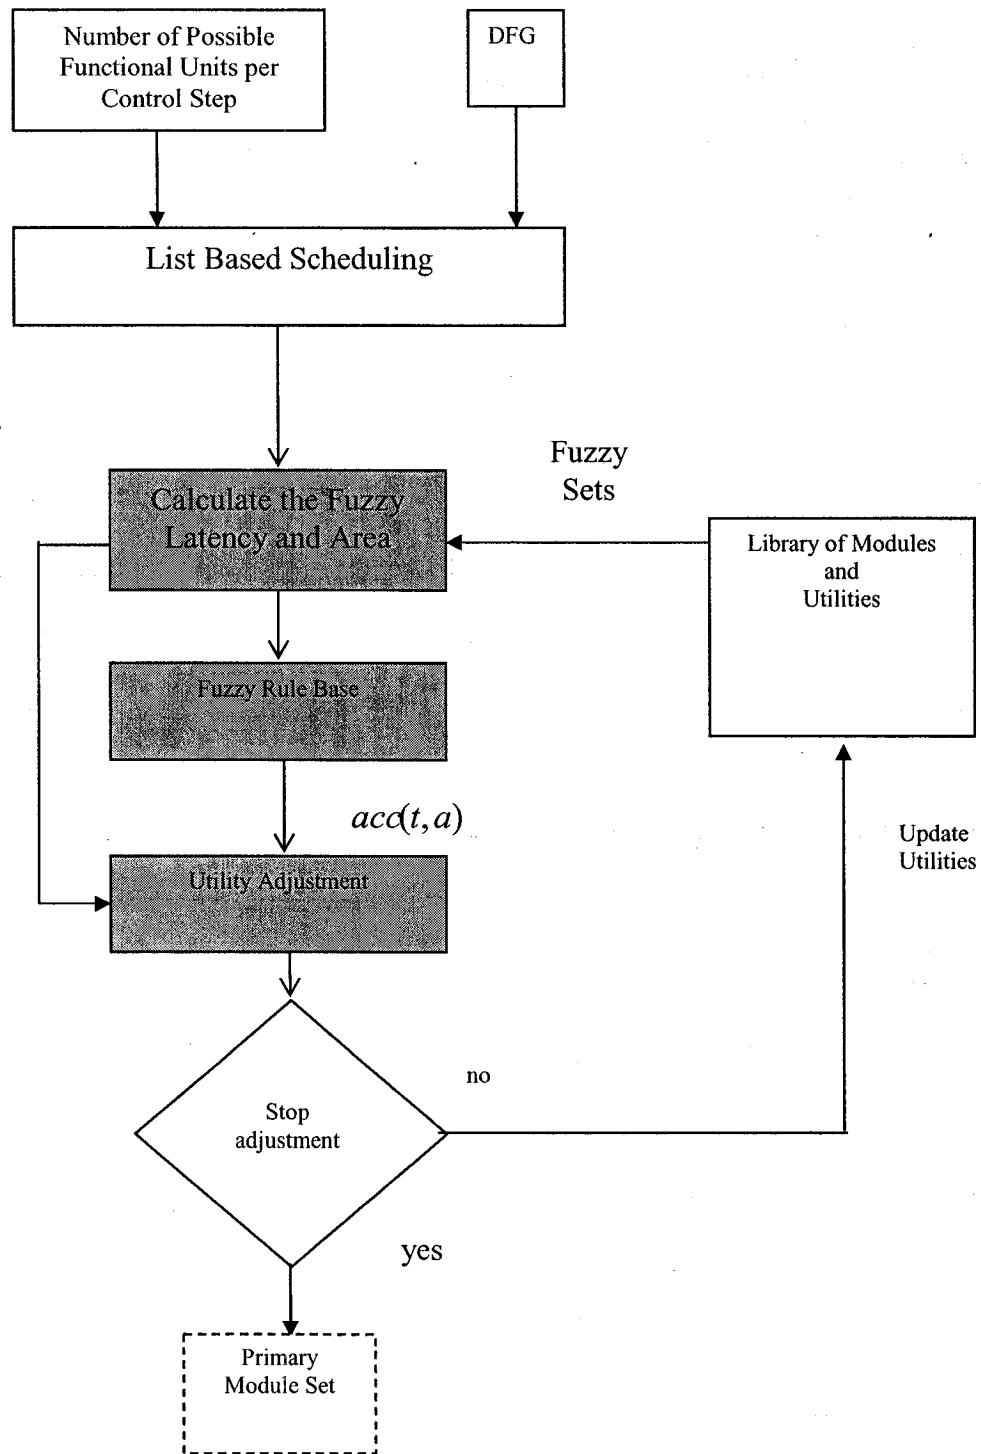 Number of Possible
Functional Units per
Control Step
DFG
List Based Scheduling
Fuzzy
Sets
Calculate the Fuzzy
Latency and Area
Library of Modules
and
Utilities
Fuzzy Rule Base
acc(t,a)
Update
Utilities
Utility Adjustment
no
Stop
adjustment
yes
Primary
Module Set